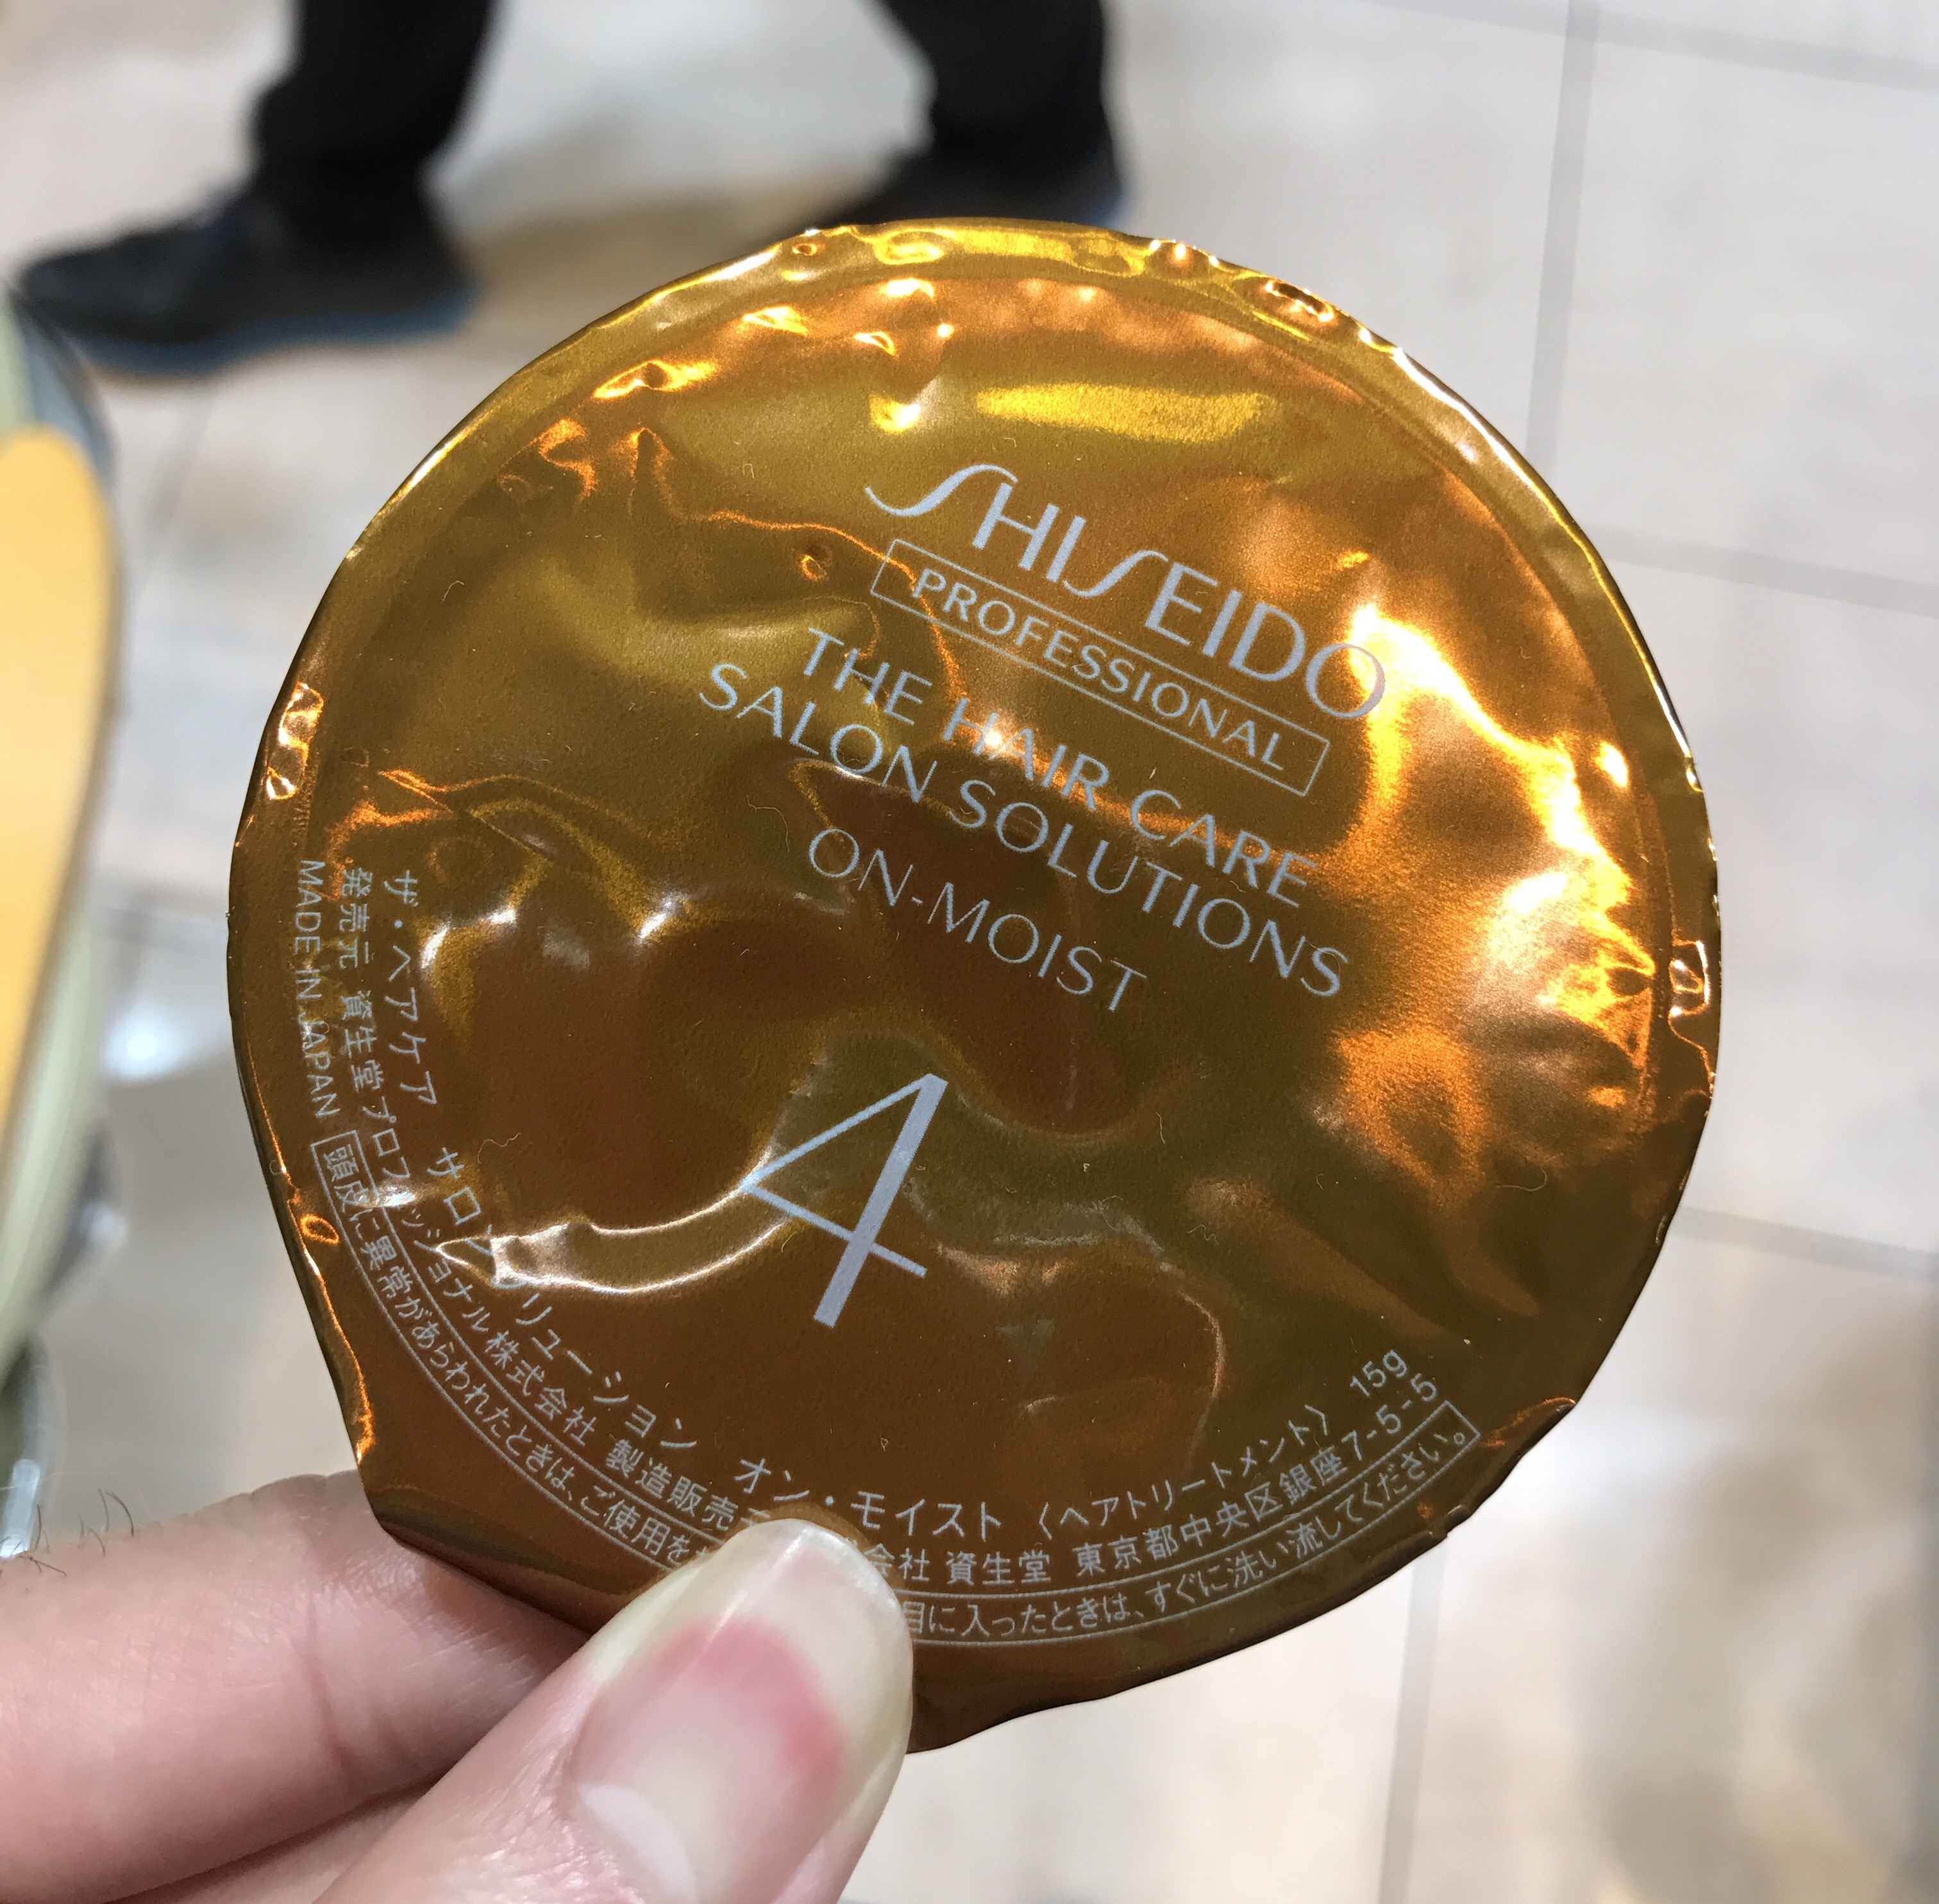 SHISEIDO
PROFESSIONAL
THE HAIR CARE
SALON SOLUTIONS
ON-MOIST
4
ザ・ヘアケア サロンソリューション オン・モイスト 〈ヘアトリートメント〉 15g
発売元 資生堂プロフェッショナル株式会社 製造販売元 会社 資生堂 東京都中央区銀座7-5-5
MADE IN JAPAN 頭皮に異常があらわれたときは、ご使用を 目に入ったときは、すぐに洗い流してください。